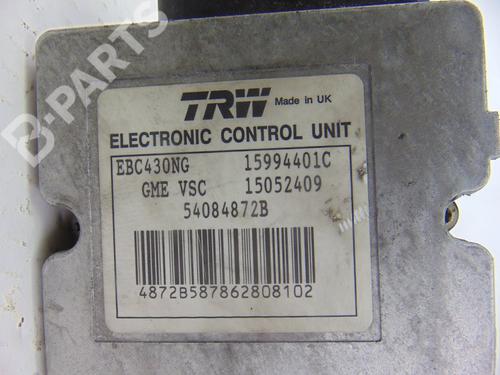 B-PARTS
TRW Made in UK
ELECTRONIC CONTROL UNIT
EBC430NG 15994401C
GME VSC 15052409
54084872B
4872B587862808102